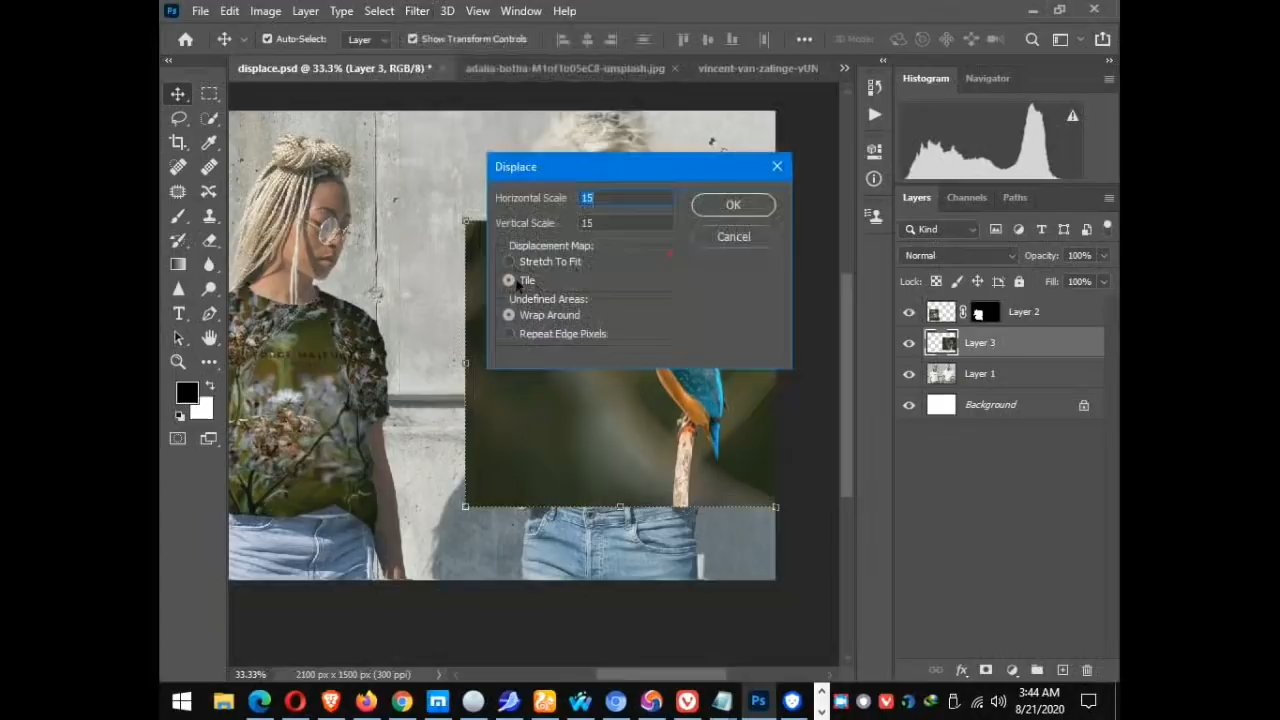 File Edit Image Layer Type Select Filter 3D View Window Help
Auto-Select: Layer Show Transform Controls
displace.psd @ 33.3% (Layer 3, RGB/8) *
Histogram Navigator
Displace
Horizontal Scale 15
OK
Vertical Scale 15
Cancel
Displacement Map:
Stretch To Fit
Tile
Undefined Areas:
Wrap Around
Repeat Edge Pixels
Layers Channels Paths
Kind
Normal Opacity: 100%
Lock: Fill: 100%
Layer 2
Layer 3
Layer 1
Background
33.33% 2100 px x 1500 px (300 ppi)
3:44 AM
8/21/2020